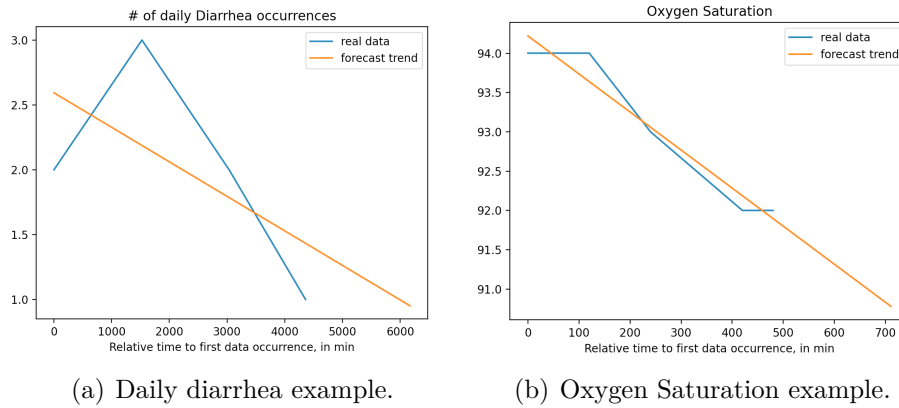 # of daily Diarrhea occurrences
real data
forecast trend
3.0
2.5
2.0
1.5
1.0
0 1000 2000 3000 4000 5000 6000
Relative time to first data occurrence, in min
(a) Daily diarrhea example.
Oxygen Saturation
real data
forecast trend
94.0
93.5
93.0
92.5
92.0
91.5
91.0
0 100 200 300 400 500 600 700
Relative time to first data occurrence, in min
(b) Oxygen Saturation example.